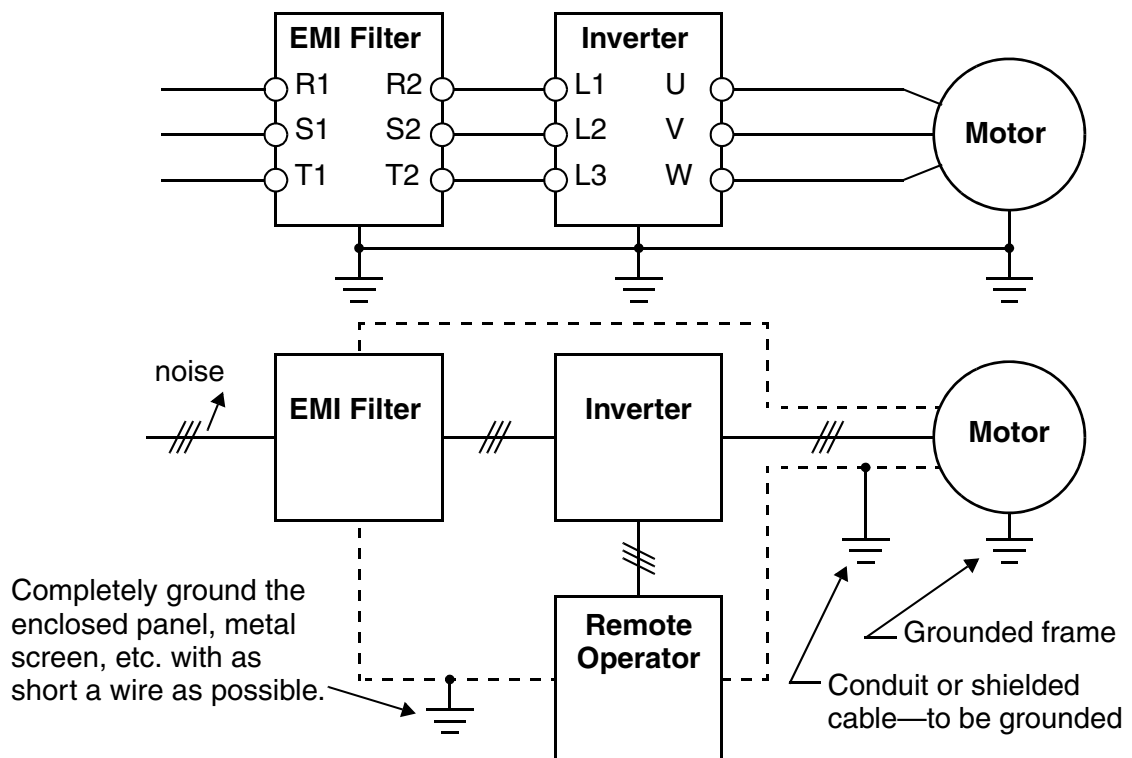 EMI Filter
Inverter
R1 R2 L1 U
S1 S2 L2 V
T1 T2 L3 W
Motor
noise
EMI Filter
Inverter
Motor
Completely ground the
enclosed panel, metal
screen, etc. with as
short a wire as possible.
Remote
Operator
Grounded frame
Conduit or shielded
cable—to be grounded